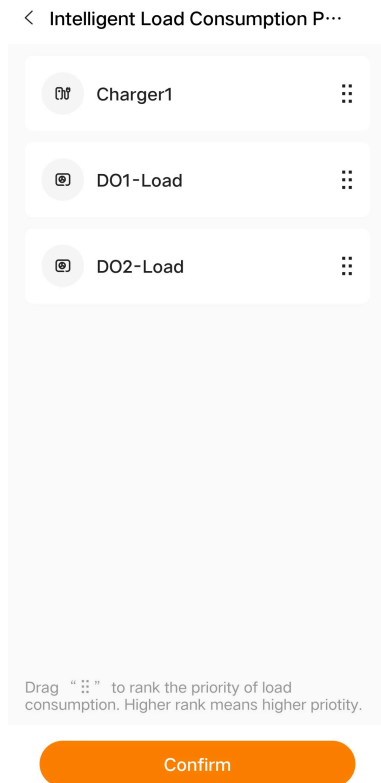 Intelligent Load Consumption P···
Charger1
DO1-Load
DO2-Load
Drag “⠿” to rank the priority of load
consumption. Higher rank means higher priotity.
Confirm